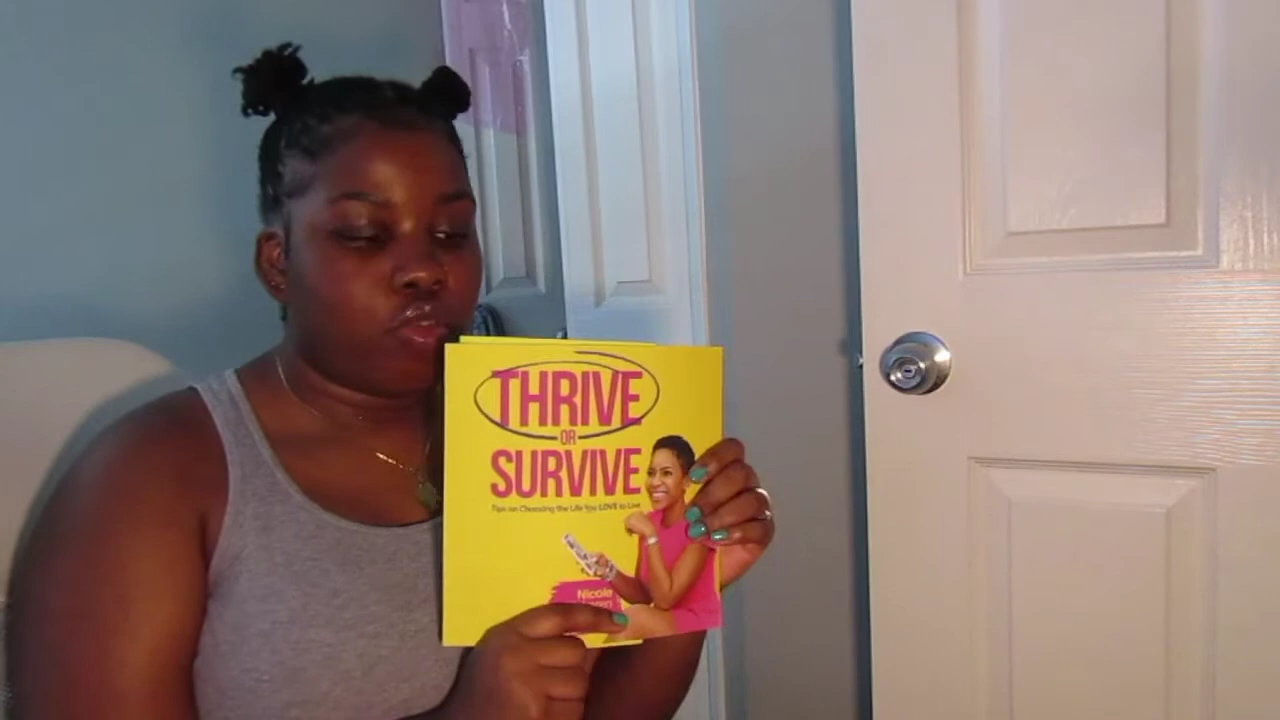 THRIVE
OR
SURVIVE
Tips on Choosing the Life You LOVE to Live
Nicole